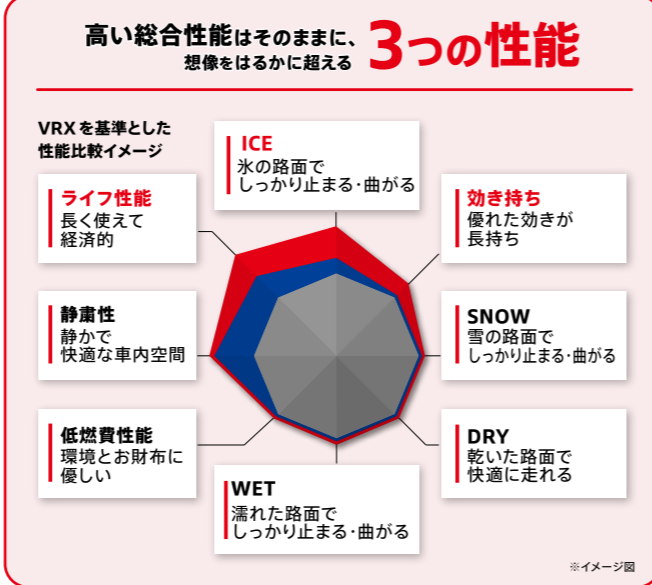 高い総合性能はそのままに、
想像をはるかに超える
3つの性能
VRXを基準とした
性能比較イメージ
ICE
氷の路面で
しっかり止まる・曲がる
ライフ性能
長く使えて
経済的
効き持ち
優れた効きが
長持ち
静粛性
静かで
快適な車内空間
SNOW
雪の路面で
しっかり止まる・曲がる
低燃費性能
環境とお財布に
優しい
DRY
乾いた路面で
快適に走れる
WET
濡れた路面で
しっかり止まる・曲がる
※イメージ図